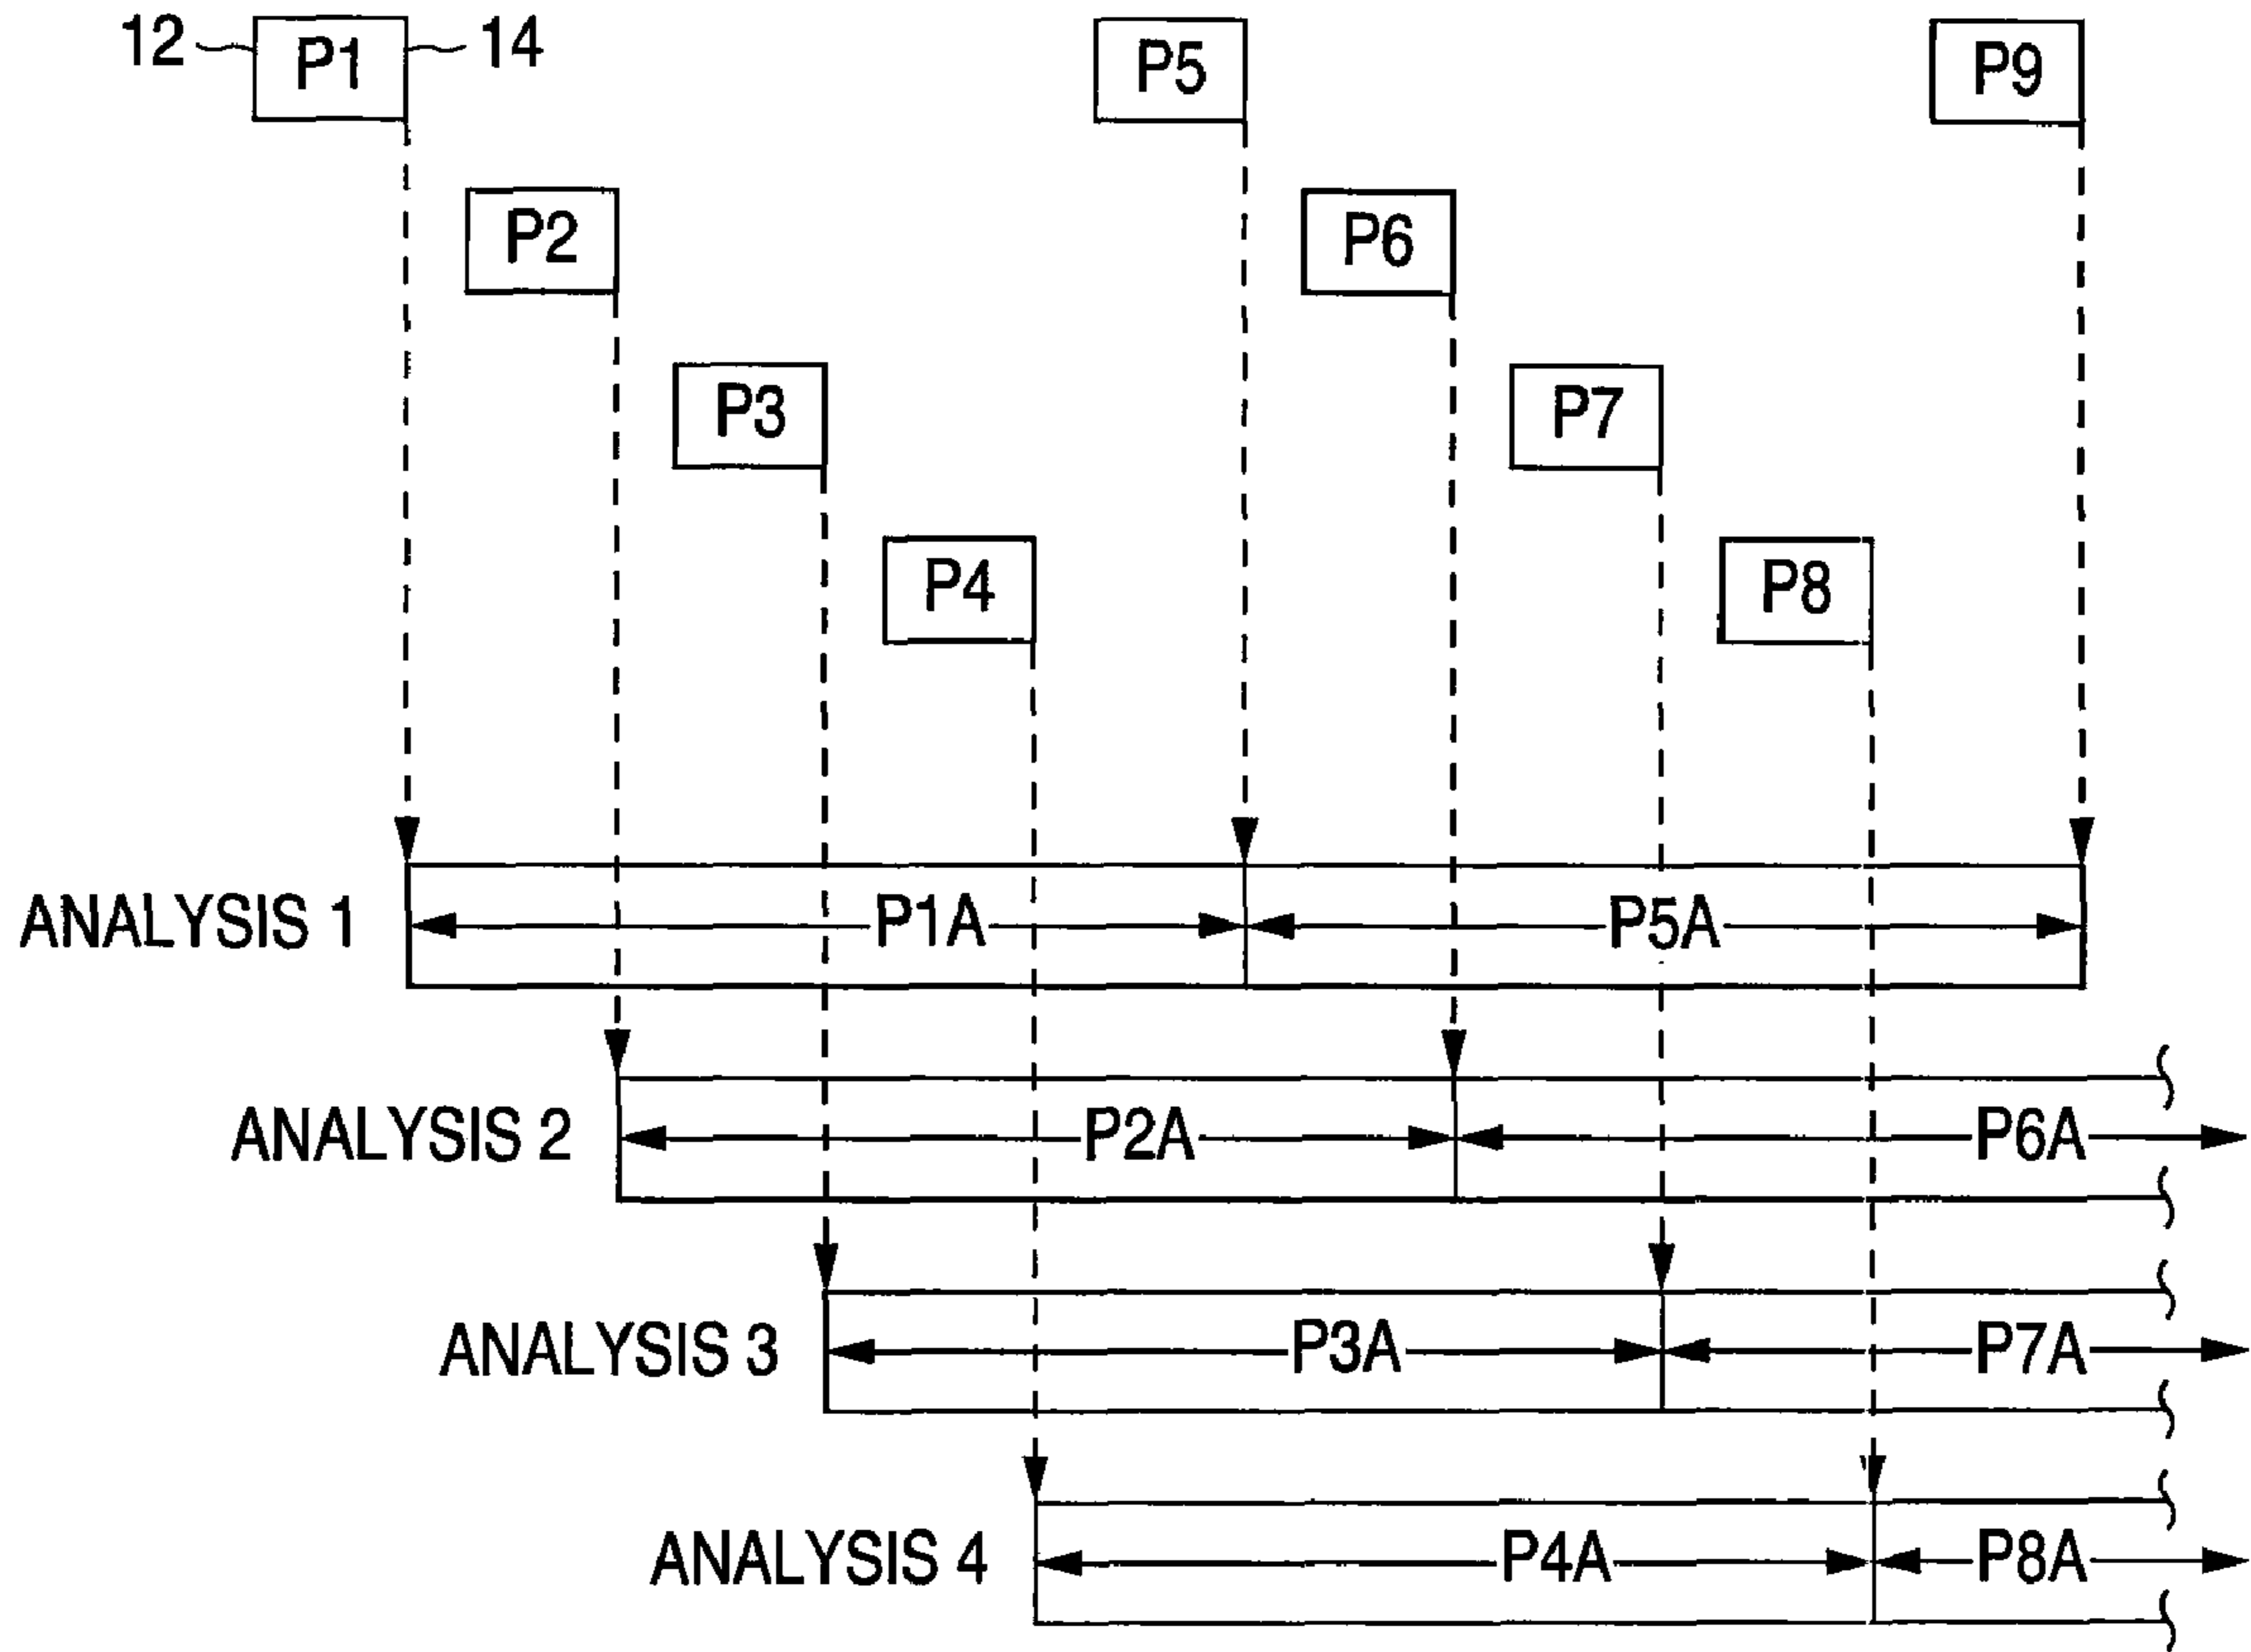 12 P1 14 P5 P9
P2 P6
P3 P7
P4 P8
ANALYSIS 1 P1A P5A
ANALYSIS 2 P2A P6A
ANALYSIS 3 P3A P7A
ANALYSIS 4 P4A P8A